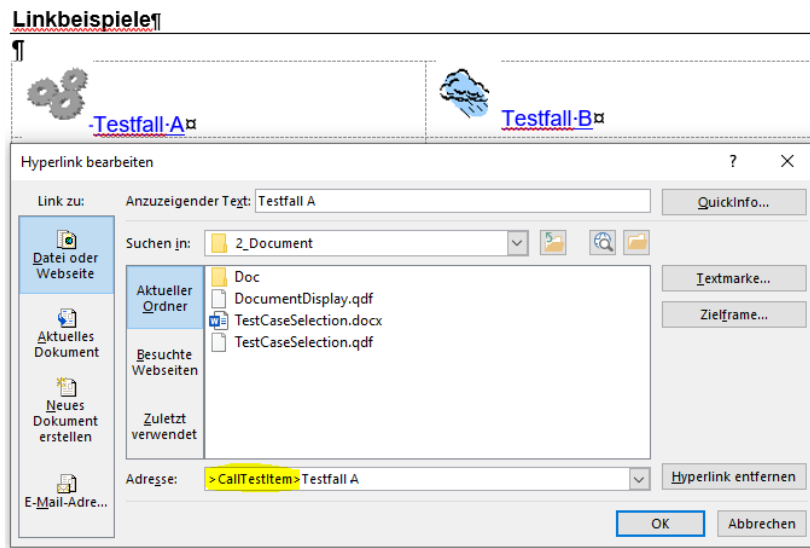 Linkbeispiele¶
¶
-Testfall·A¤
Testfall·B¤
Hyperlink bearbeiten
? ×
Link zu:
Anzuzeigender Text: Testfall A
QuickInfo...
Datei oder
Webseite
Suchen in: 2_Document
Aktueller
Ordner
Doc
DocumentDisplay.qdf
TestCaseSelection.docx
TestCaseSelection.qdf
Textmarke...
Zielframe...
Aktuelles
Dokument
Besuchte
Webseiten
Neues
Dokument
erstellen
Zuletzt
verwendet
E-Mail-Adre...
Adresse: >CallTestItem>Testfall A
Hyperlink entfernen
OK
Abbrechen